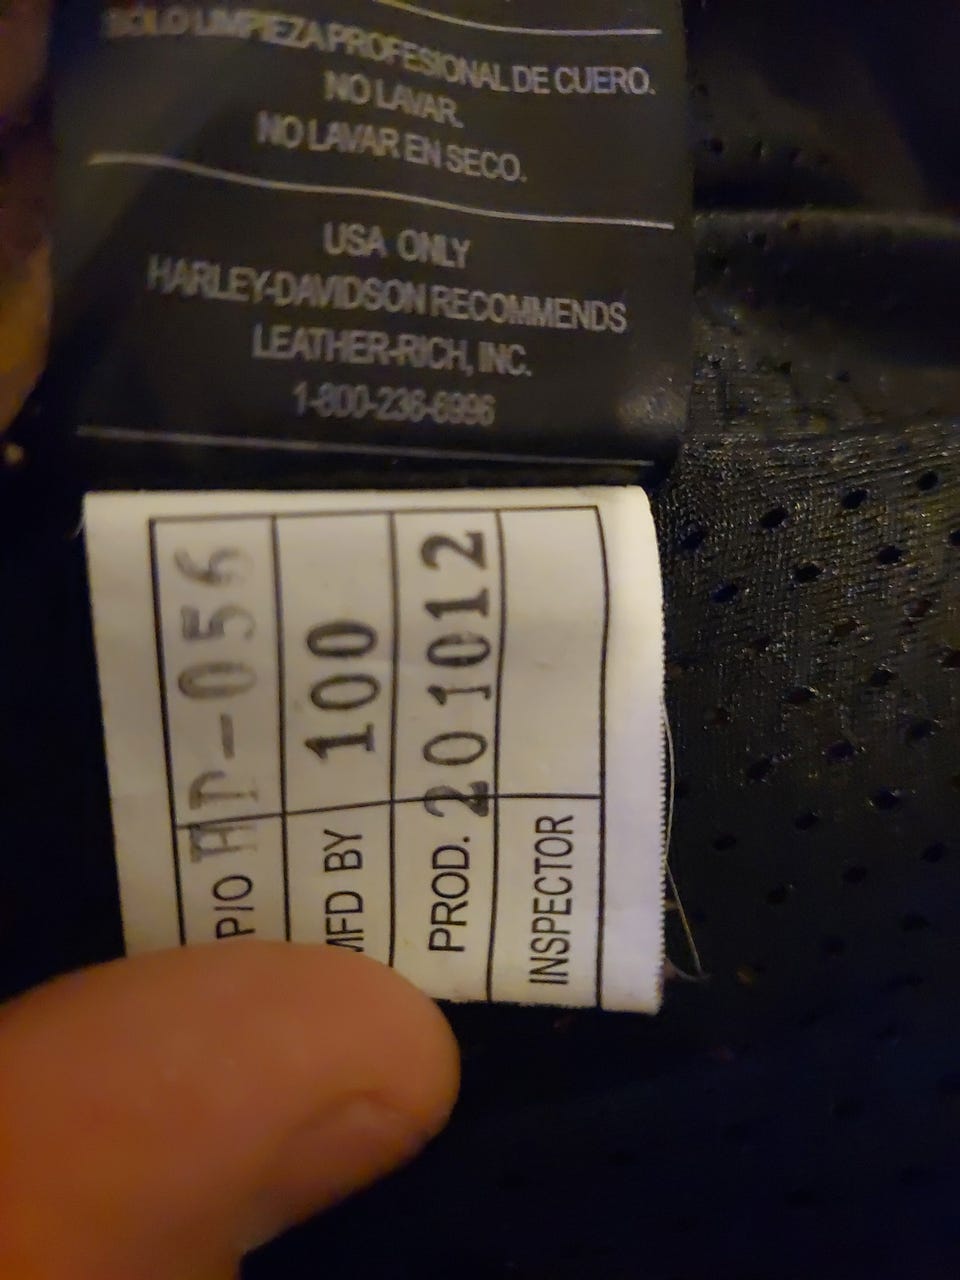 SOLO LIMPIEZA PROFESIONAL DE CUERO.
NO LAVAR.
NO LAVAR EN SECO.
USA ONLY
HARLEY-DAVIDSON RECOMMENDS
LEATHER-RICH, INC.
1-800-236-6996
P/O HD-056
MFD BY 100
PROD. 201012
INSPECTOR